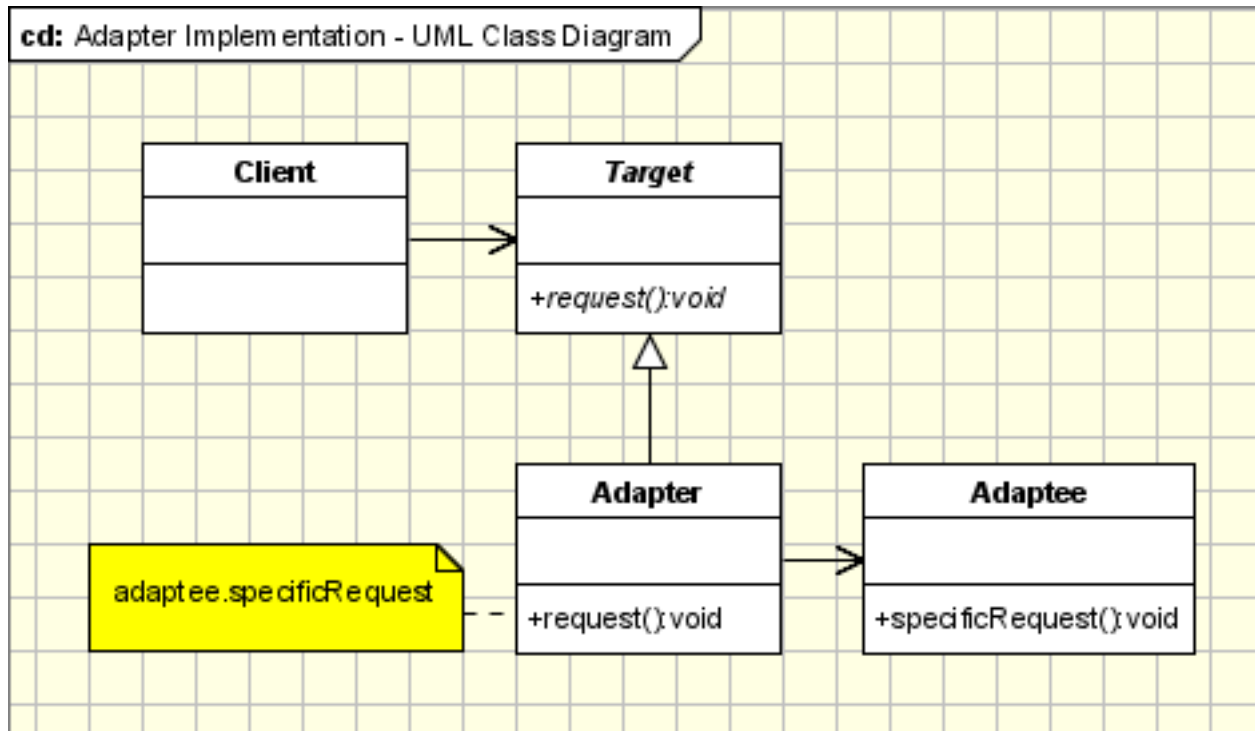 cd: Adapter Implementation - UML Class Diagram
Client
Target
+request():void
Adapter
Adaptee
adaptee.specificRequest
+request():void
+specificRequest():void